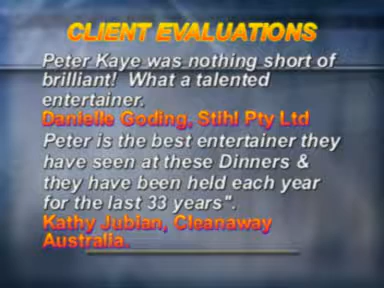 CLIENT EVALUATIONS
Peter Kaye was nothing short of
brilliant!  What a talented
entertainer.
Danielle Goding, Stihl Pty Ltd
Peter is the best entertainer they
have seen at these Dinners &
they have been held each year
for the last 33 years".
Kathy Jubian, Cleanaway
Australia.